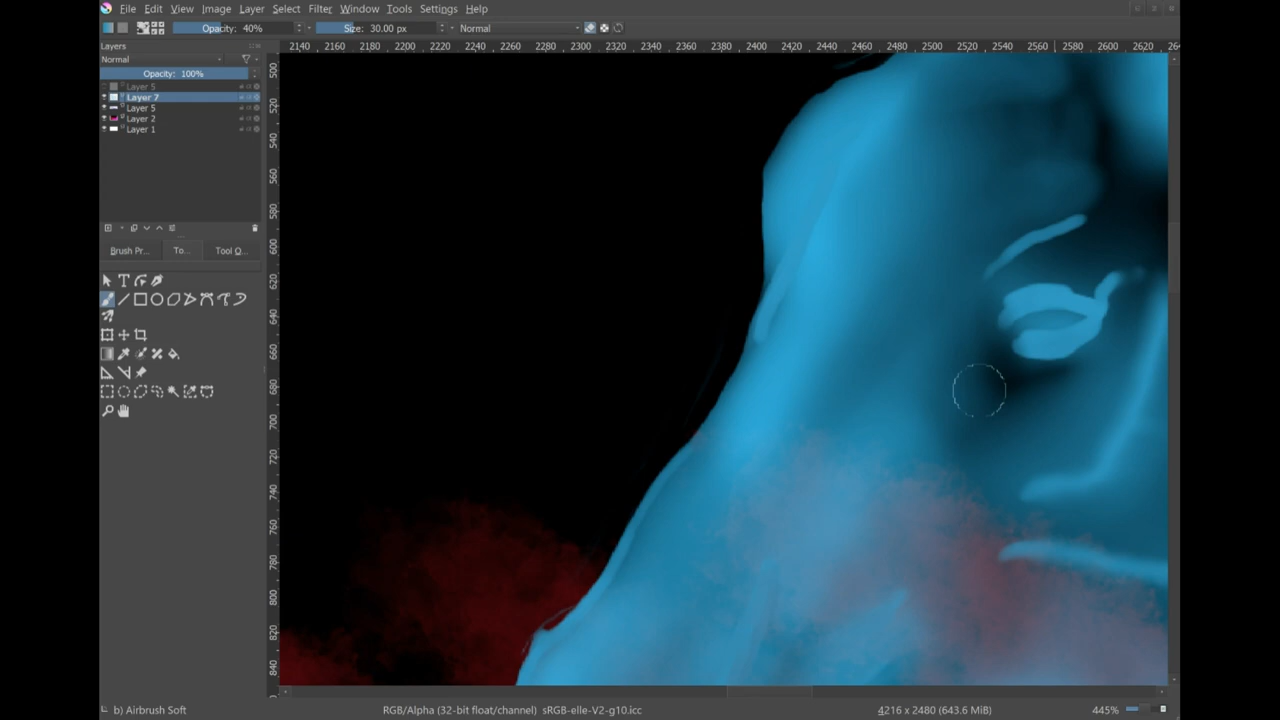 File Edit View Image Layer Select Filter Window Tools Settings Help
Opacity: 40% Size: 30.00 px Normal
Layers
2140 2160 2180 2200 2220 2240 2260 2280 2300 2320 2340 2360 2380 2400 2420 2440 2460 2480 2500 2520 2540 2560 2580 2600 2620 264
Normal
Opacity: 100%
Layer 5
Layer 7
Layer 5
Layer 2
Layer 1
Brush Pr... To... Tool O...
500
520
540
560
580
600
620
640
660
680
700
720
740
760
780
800
820
840
b) Airbrush Soft RGB/Alpha (32-bit float/channel) sRGB-elle-V2-g10.icc 4216 x 2480 (643.6 MiB) 445%